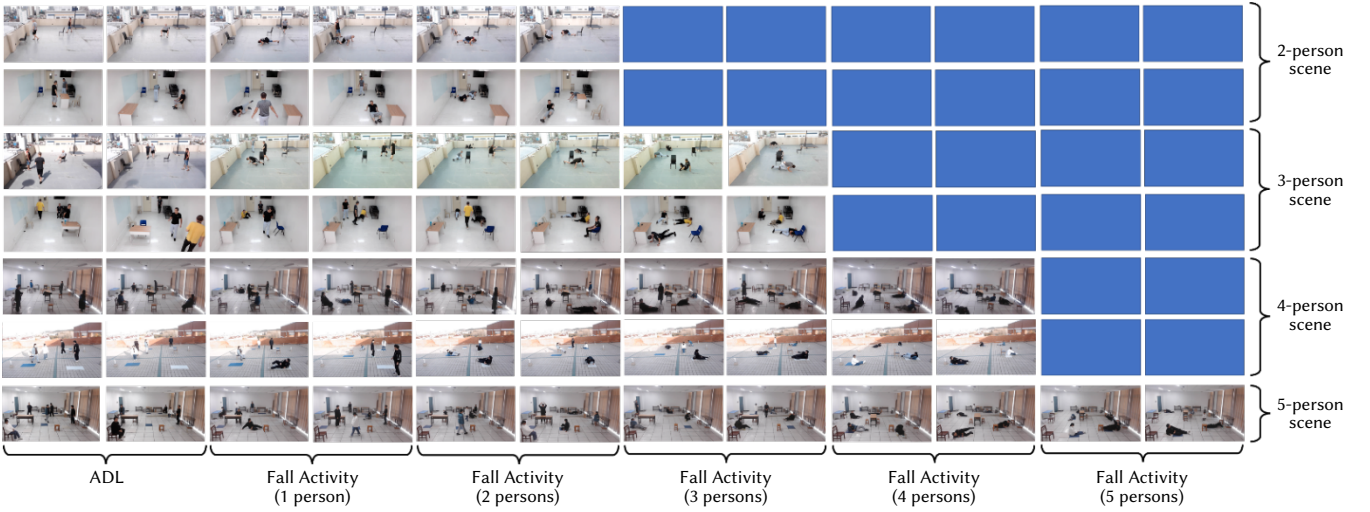 2-person
scene
3-person
scene
4-person
scene
5-person
scene
ADL
Fall Activity
(1 person)
Fall Activity
(2 persons)
Fall Activity
(3 persons)
Fall Activity
(4 persons)
Fall Activity
(5 persons)